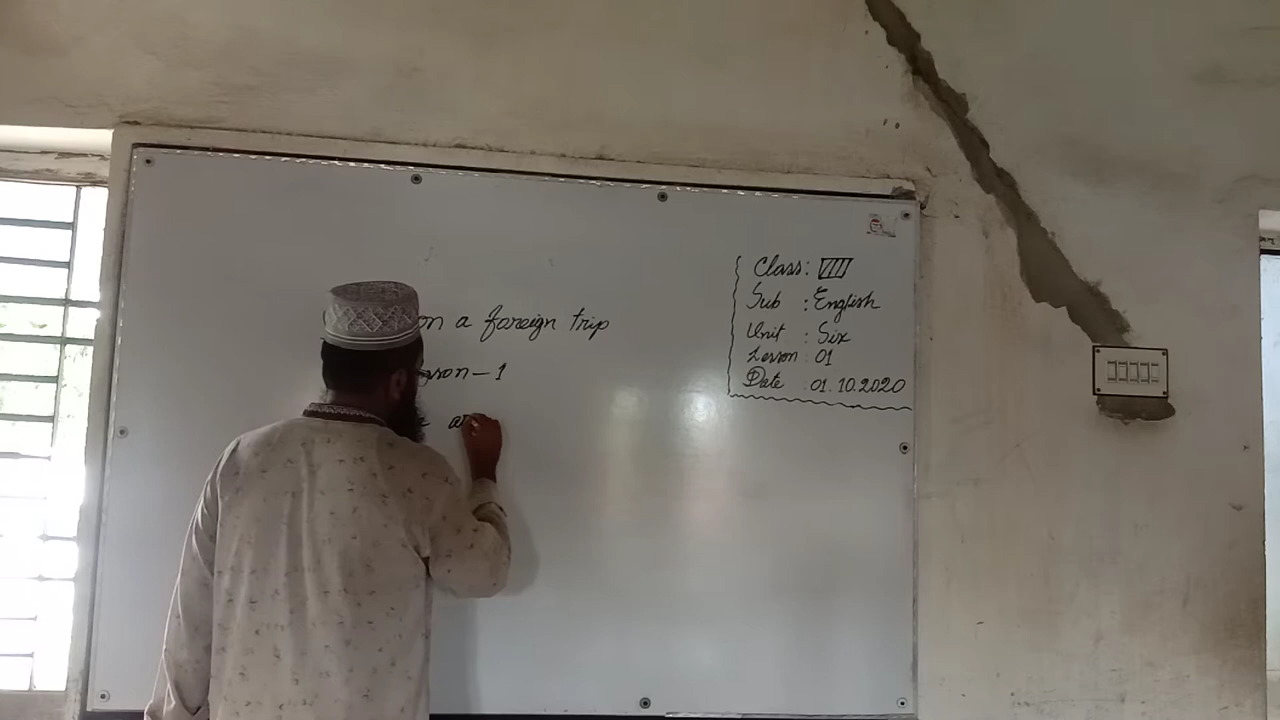 on a foreign trip
sson - 1
Class: VIII
Sub : English
Unit : Six
Lesson : 01
Date : 01.10.2020